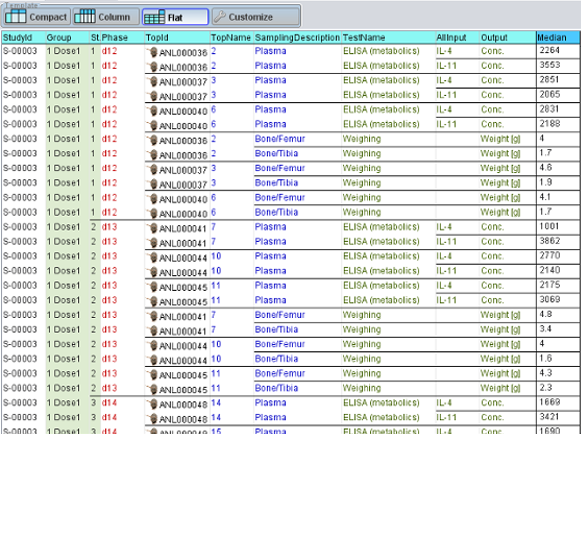 Template
Compact Column Flat Customize
StudyId Group St.Phase TopId TopName SamplingDescription TestName AllInput Output Median
S-00003 1 Dose1 1 d12 ANL000036 2 Plasma ELISA (metabolics) IL-4 Conc. 2264
S-00003 1 Dose1 1 d12 ANL000036 2 Plasma ELISA (metabolics) IL-11 Conc. 3553
S-00003 1 Dose1 1 d12 ANL000037 3 Plasma ELISA (metabolics) IL-4 Conc. 2851
S-00003 1 Dose1 1 d12 ANL000037 3 Plasma ELISA (metabolics) IL-11 Conc. 2065
S-00003 1 Dose1 1 d12 ANL000040 6 Plasma ELISA (metabolics) IL-4 Conc. 2831
S-00003 1 Dose1 1 d12 ANL000040 6 Plasma ELISA (metabolics) IL-11 Conc. 2188
S-00003 1 Dose1 1 d12 ANL000036 2 Bone/Femur Weighing Weight [g] 4
S-00003 1 Dose1 1 d12 ANL000036 2 Bone/Tibia Weighing Weight [g] 1.7
S-00003 1 Dose1 1 d12 ANL000037 3 Bone/Femur Weighing Weight [g] 4.6
S-00003 1 Dose1 1 d12 ANL000037 3 Bone/Tibia Weighing Weight [g] 1.9
S-00003 1 Dose1 1 d12 ANL000040 6 Bone/Femur Weighing Weight [g] 4.1
S-00003 1 Dose1 1 d12 ANL000040 6 Bone/Tibia Weighing Weight [g] 1.7
S-00003 1 Dose1 2 d13 ANL000041 7 Plasma ELISA (metabolics) IL-4 Conc. 1001
S-00003 1 Dose1 2 d13 ANL000041 7 Plasma ELISA (metabolics) IL-11 Conc. 3862
S-00003 1 Dose1 2 d13 ANL000044 10 Plasma ELISA (metabolics) IL-4 Conc. 2770
S-00003 1 Dose1 2 d13 ANL000044 10 Plasma ELISA (metabolics) IL-11 Conc. 2140
S-00003 1 Dose1 2 d13 ANL000045 11 Plasma ELISA (metabolics) IL-4 Conc. 2175
S-00003 1 Dose1 2 d13 ANL000045 11 Plasma ELISA (metabolics) IL-11 Conc. 3069
S-00003 1 Dose1 2 d13 ANL000041 7 Bone/Femur Weighing Weight [g] 4.8
S-00003 1 Dose1 2 d13 ANL000041 7 Bone/Tibia Weighing Weight [g] 3.4
S-00003 1 Dose1 2 d13 ANL000044 10 Bone/Femur Weighing Weight [g] 4
S-00003 1 Dose1 2 d13 ANL000044 10 Bone/Tibia Weighing Weight [g] 1.6
S-00003 1 Dose1 2 d13 ANL000045 11 Bone/Femur Weighing Weight [g] 4.3
S-00003 1 Dose1 2 d13 ANL000045 11 Bone/Tibia Weighing Weight [g] 2.3
S-00003 1 Dose1 3 d14 ANL000048 14 Plasma ELISA (metabolics) IL-4 Conc. 1669
S-00003 1 Dose1 3 d14 ANL000048 14 Plasma ELISA (metabolics) IL-11 Conc. 3421
S-00003 1 Dose1 3 d14 ANL000049 15 Plasma ELISA (metabolics) IL-4 Conc. 1690